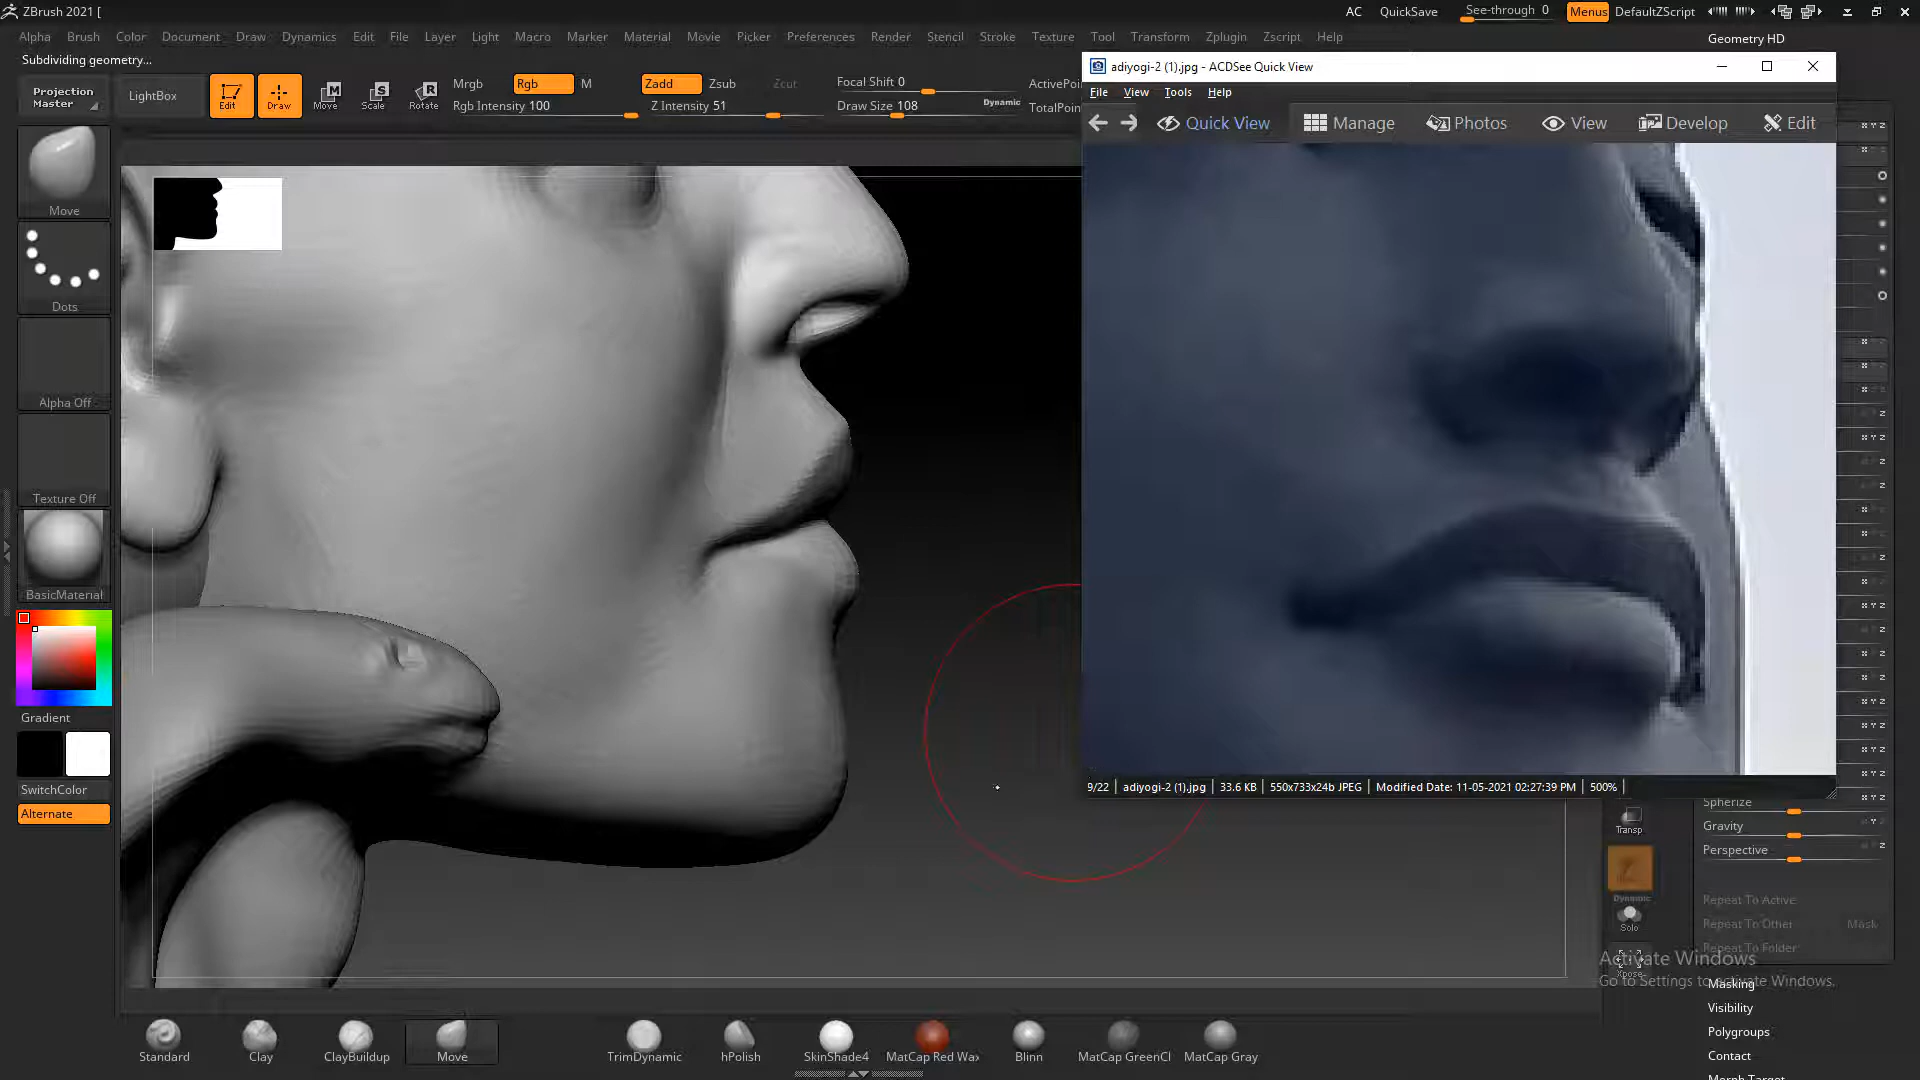 ZBrush 2021 [
AC QuickSave See-through 0 Menus DefaultZScript
Alpha Brush Color Document Draw Dynamics Edit File Layer Light Macro Marker Material Movie Picker Preferences Render Stencil Stroke Texture Tool Transform Zplugin Zscript Help
Geometry HD
Subdividing geometry...
Projection
Master
LightBox
Edit Draw Move Scale Rotate
Mrgb Rgb M
Rgb Intensity 100
Zadd Zsub Zcut
Z Intensity 51
Focal Shift 0
Draw Size 108
Dynamic
adiyogi-2 (1).jpg - ACDSee Quick View
File View Tools Help
Quick View Manage Photos View Develop Edit
Move
Dots
Alpha Off
Texture Off
BasicMaterial
Gradient
SwitchColor
Alternate
9/22 adiyogi-2 (1).jpg 33.6 KB 550x733x24b JPEG Modified Date: 11-05-2021 02:27:39 PM 500%
Spherize
Gravity
Perspective
Transp
Dynamic
Solo
Xpose
Repeat To Active
Repeat To Other
Repeat To Folder
Activate Windows
Go to Settings to activate Windows.
Masking
Visibility
Polygroups
Contact
Morph Target
Standard Clay ClayBuildup Move TrimDynamic hPolish SkinShade4 MatCap Red Wax Blinn MatCap GreenCl MatCap Gray